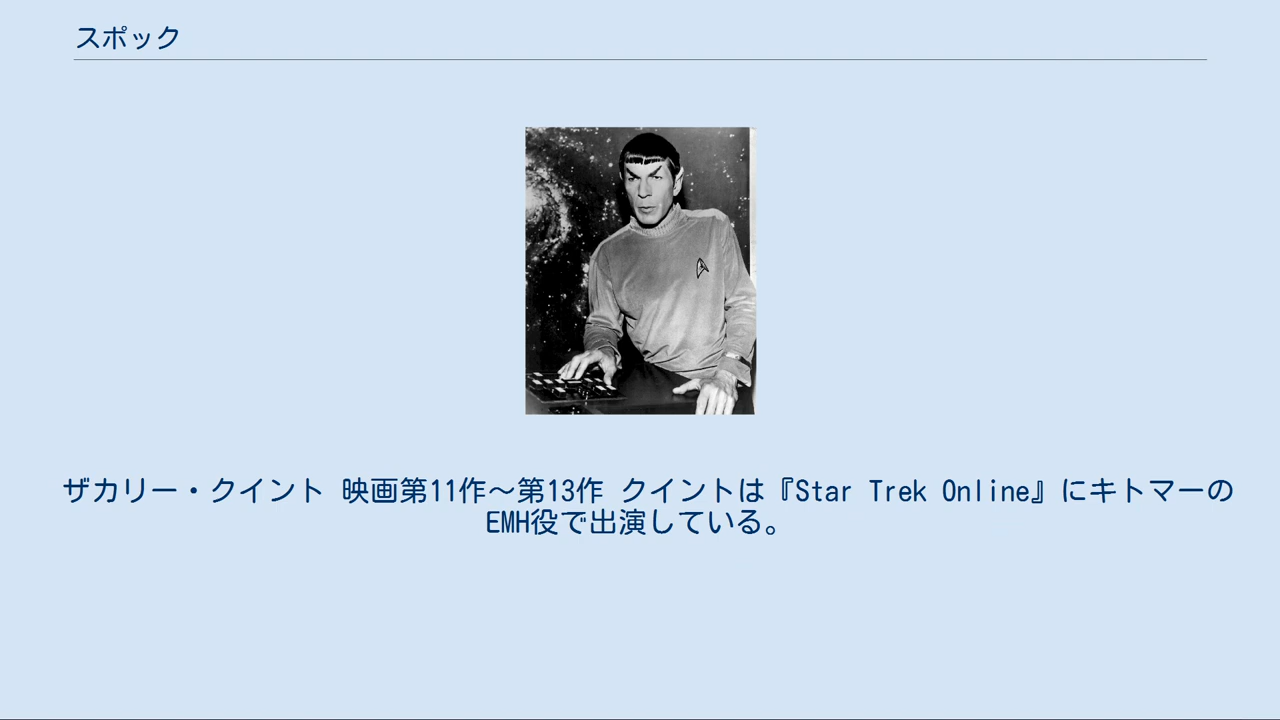 スポック
ザカリー・クイント 映画第11作～第13作 クイントは『Star Trek Online』にキトマーの
EMH役で出演している。